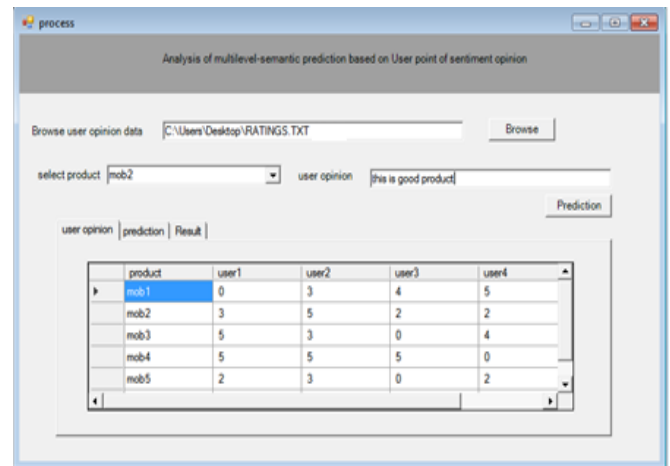 process
Analysis of multilevel-semantic prediction based on User point of sentiment opinion
Browse user opinion data C:\Users\Desktop\RATINGS.TXT Browse
select product mob2 user opinion this is good product
Prediction
user opinion prediction Result
product user1 user2 user3 user4
mob1 0 3 4 5
mob2 3 5 2 2
mob3 5 3 0 4
mob4 5 5 5 0
mob5 2 3 0 2